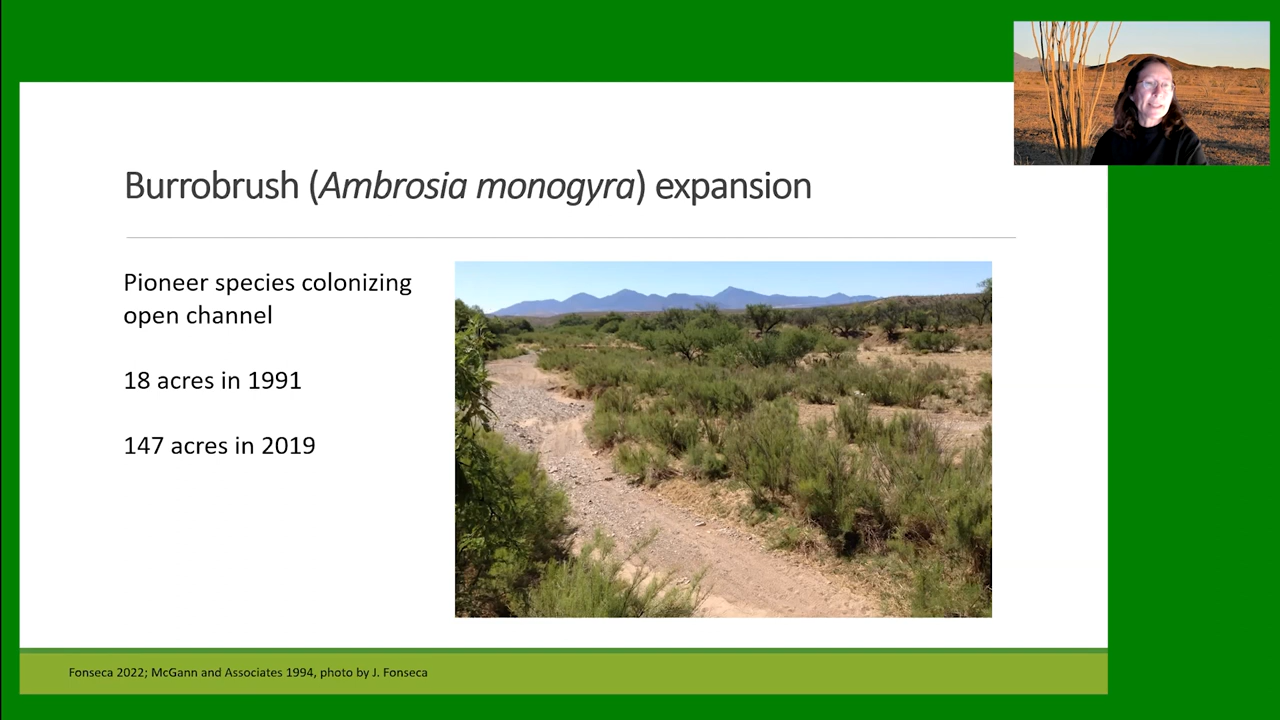 Burrobrush (Ambrosia monogyra) expansion
Pioneer species colonizing
open channel
18 acres in 1991
147 acres in 2019
Fonseca 2022; McGann and Associates 1994, photo by J. Fonseca